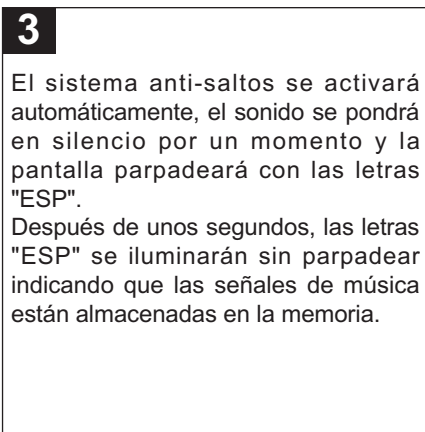 3
El sistema anti-saltos se activará
automáticamente, el sonido se pondrá
en silencio por un momento y la
pantalla parpadeará con las letras
"ESP".
Después de unos segundos, las letras
"ESP" se iluminarán sin parpadear
indicando que las señales de música
están almacenadas en la memoria.